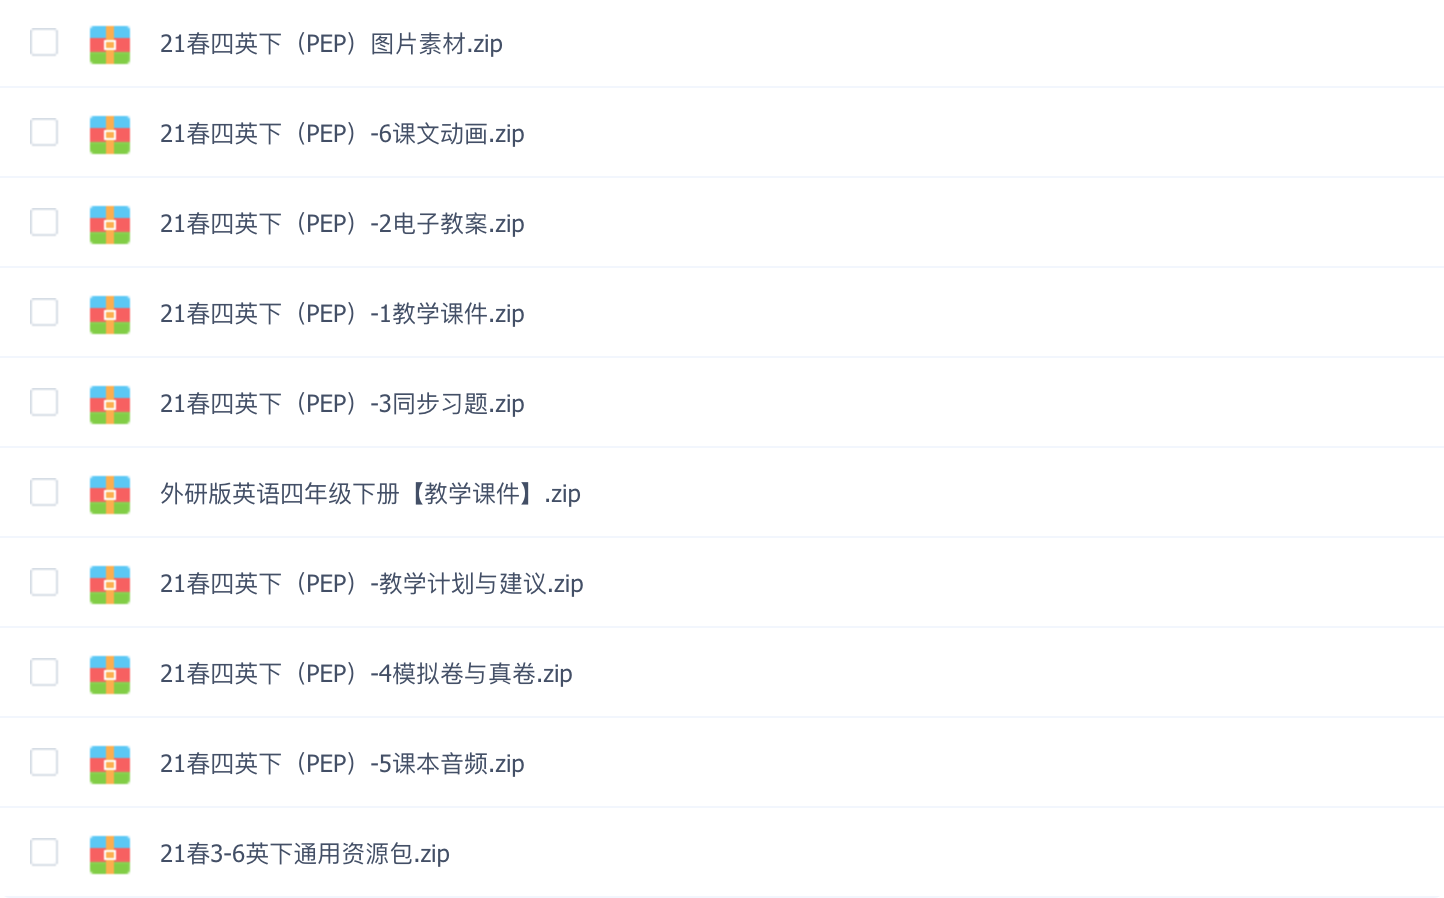 21春四英下（PEP）图片素材.zip
21春四英下（PEP）-6课文动画.zip
21春四英下（PEP）-2电子教案.zip
21春四英下（PEP）-1教学课件.zip
21春四英下（PEP）-3同步习题.zip
外研版英语四年级下册【教学课件】.zip
21春四英下（PEP）-教学计划与建议.zip
21春四英下（PEP）-4模拟卷与真卷.zip
21春四英下（PEP）-5课本音频.zip
21春3-6英下通用资源包.zip